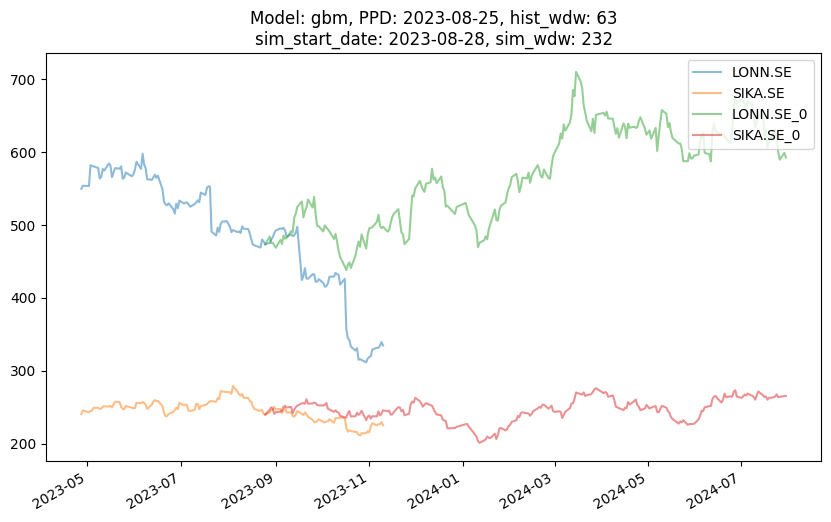 Model: gbm, PPD: 2023-08-25, hist_wdw: 63
sim_start_date: 2023-08-28, sim_wdw: 232
700
600
500
400
300
200
LONN.SE
SIKA.SE
LONN.SE_0
SIKA.SE_0
2023-05
2023-07
2023-09
2023-11
2024-01
2024-03
2024-05
2024-07